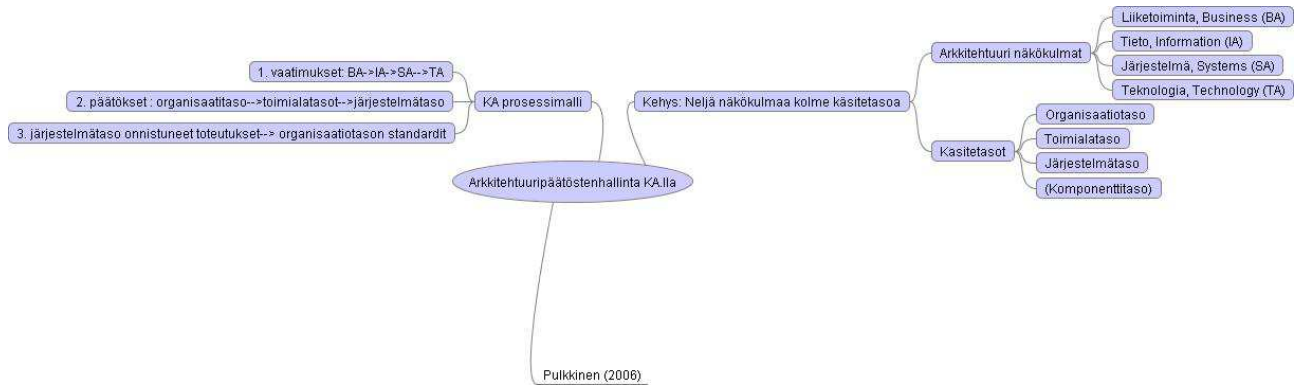 Liiketoiminta, Business (BA)
Arkkitehtuuri näkökulmat
Tieto, Information (IA)
Järjestelmä, Systems (SA)
Teknologia, Technology (TA)
1. vaatimukset: BA->IA->SA-->TA
2. päätökset : organisaatitaso-->toimialatasot-->järjestelmätaso
KA prosessimalli
3. järjestelmätaso onnistuneet toteutukset--> organisaatiotason standardit
Kehys: Neljä näkökulmaa kolme käsitetasoa
Organisaatiotaso
Toimialataso
Käsitetasot
Järjestelmätaso
(Komponenttitaso)
Arkkitehtuuripäätöstenhallinta KA:lla
Pulkkinen (2006)